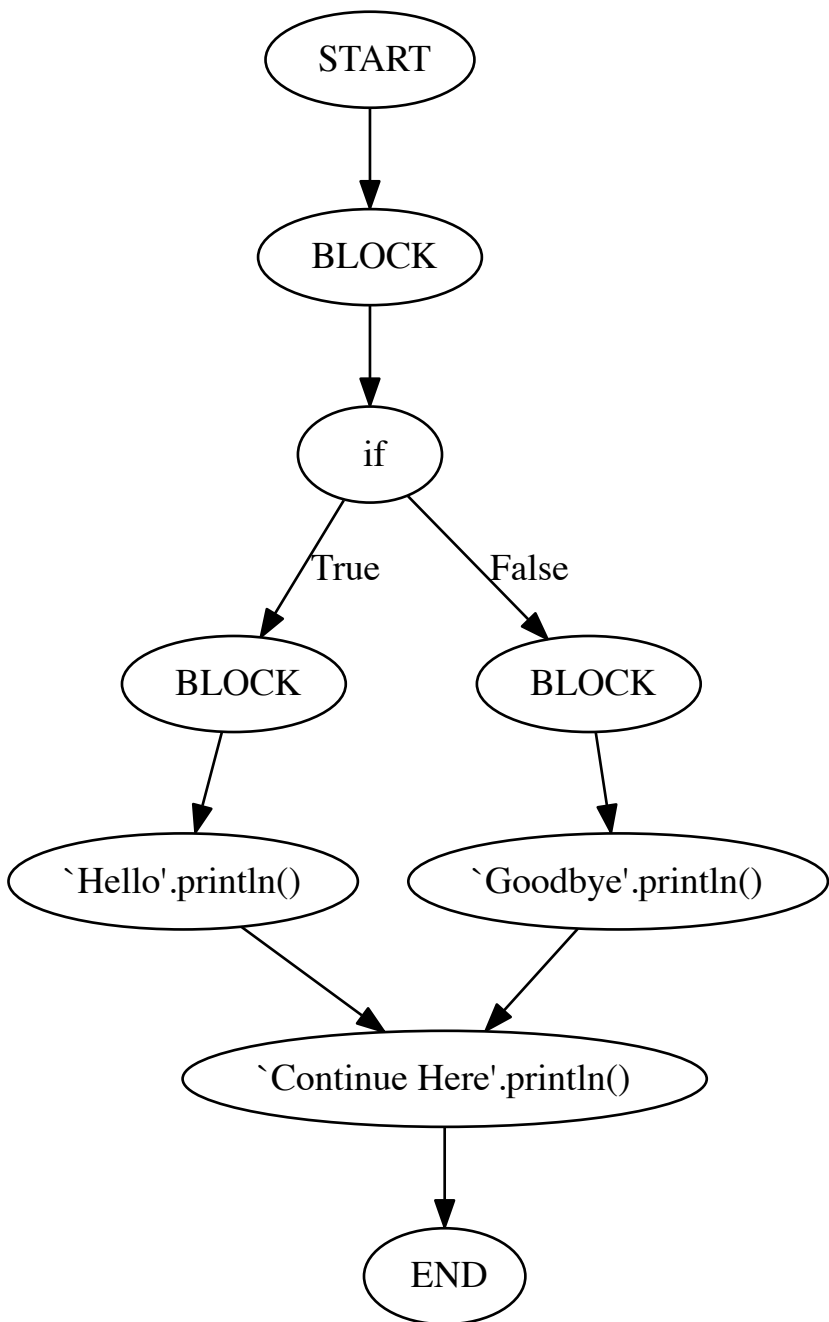 START
BLOCK
if
True
False
BLOCK
BLOCK
`Hello'.println()
`Goodbye'.println()
`Continue Here'.println()
END